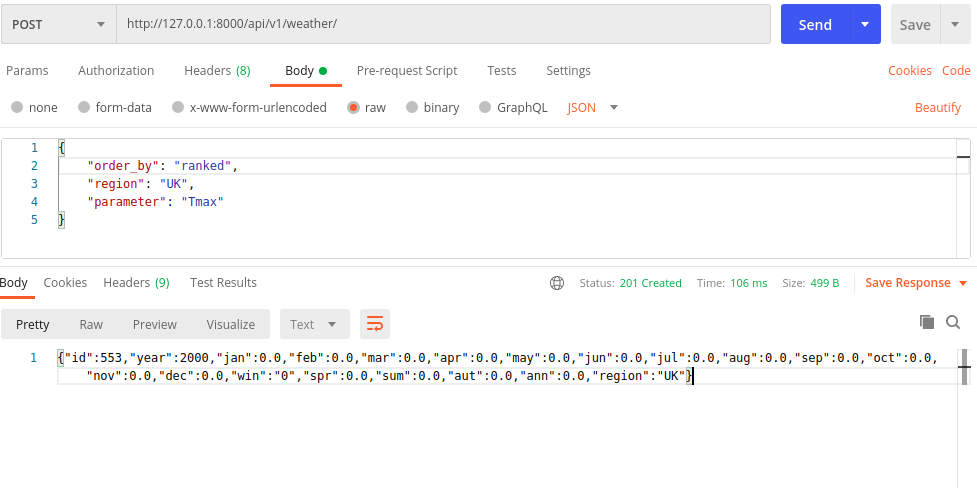 POST http://127.0.0.1:8000/api/v1/weather/ Send Save
Params Authorization Headers (8) Body Pre-request Script Tests Settings Cookies Code
none form-data x-www-form-urlencoded raw binary GraphQL JSON Beautify
1 {
2 "order_by": "ranked",
3 "region": "UK",
4 "parameter": "Tmax"
5 }
Body Cookies Headers (9) Test Results Status: 201 Created Time: 106 ms Size: 499 B Save Response
Pretty Raw Preview Visualize Text
1 {"id":553,"year":2000,"jan":0.0,"feb":0.0,"mar":0.0,"apr":0.0,"may":0.0,"jun":0.0,"jul":0.0,"aug":0.0,"sep":0.0,"oct":0.0,
"nov":0.0,"dec":0.0,"win":"0","spr":0.0,"sum":0.0,"aut":0.0,"ann":0.0,"region":"UK"}